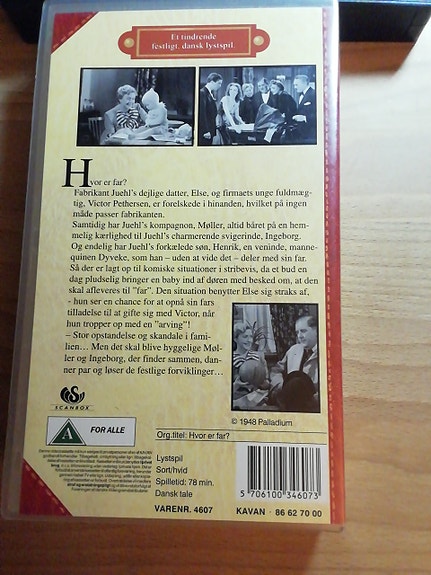 Et tindrende
festligt, dansk lystspil.
Hvor er far?
Fabrikant Juehl's dejlige datter, Else, og firmaets unge fuldmæg-
tig, Victor Pethersen, er forelskede i hinanden, hvilket på ingen
måde passer fabrikanten.
Samtidig har Juehl's kompagnon, Møller, altid båret på en hem-
melig kærlighed til Juehl's charmerende svigerinde, Ingeborg.
Og endelig har Juehl's forkælede søn, Henrik, en veninde, manne-
quinen Dyveke, som han – uden at vide det – deler med sin far.
Så der er lagt op til komiske situationer i stribevis, da et bud en
dag pludselig bringer en baby ind af døren med besked om, at den
skal afleveres til "far". Den situation benytter Else sig straks af,
- hun ser en chance for at opnå sin fars
tilladelse til at gifte sig med Victor, når
hun tropper op med en "arving"!
– Stor opstandelse og skandale i fami-
lien... Men det skal blive hyggelige Møl-
ler og Ingeborg, der finder sammen, dan-
ner par og løser de festlige forviklinger...
© 1948 Palladium
SCANBOX
A FOR ALLE
Org.titel: Hvor er far?
Lystspil
Sort/hvid
Spilletid: 78 min.
Dansk tale
VARENR. 4607
5 706100 346073
KAVAN · 86 62 70 00